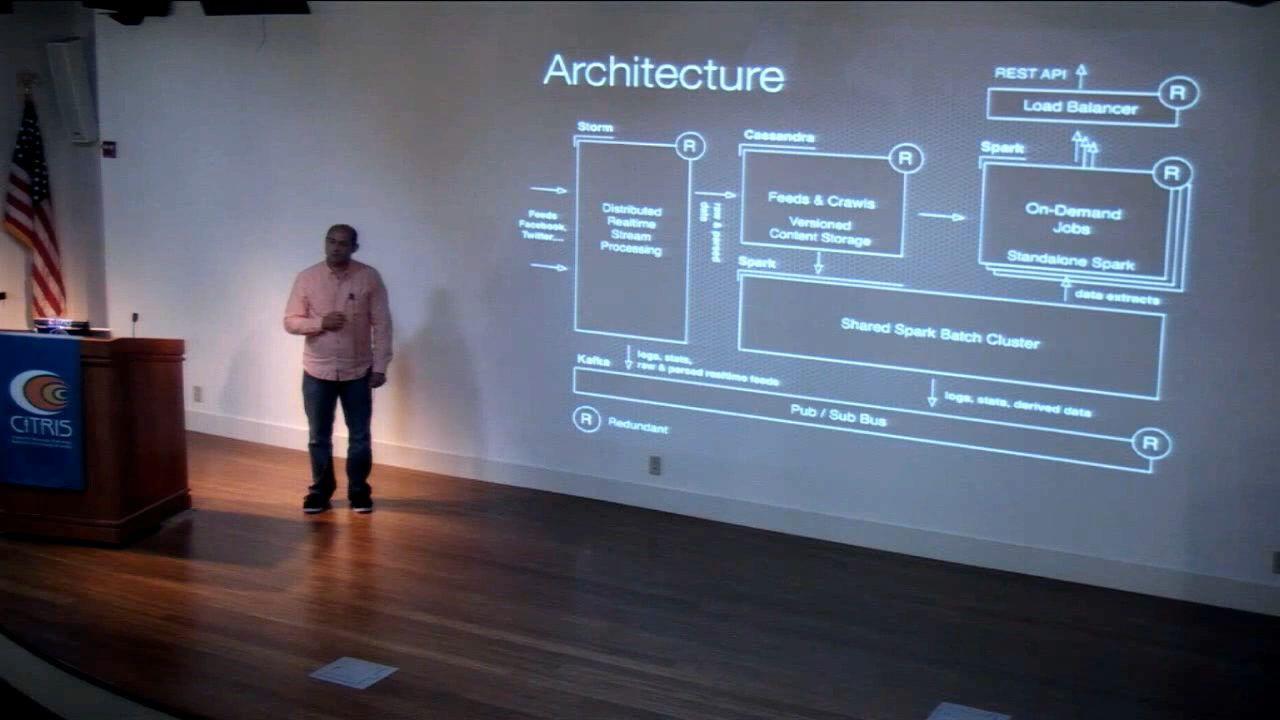 Architecture
REST API
R
Load Balancer
Storm
R
Cassandra
R
Spark
R
Feeds
Facebook,
Twitter,...
Distributed
Realtime
Stream
Processing
raw & parsed
data
Feeds & Crawls
Versioned
Content Storage
On-Demand
Jobs
Standalone Spark
Spark
data extracts
Shared Spark Batch Cluster
Kafka
logs, stats,
raw & parsed realtime feeds
logs, stats, derived data
Pub / Sub Bus
R
R
Redundant
CiTRIS